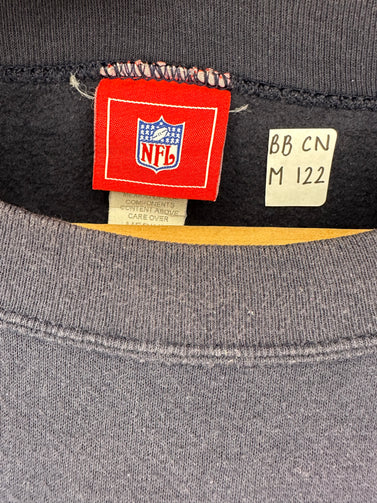 NFL
BB CN
M 122
COMPONENTS
CONTENT ABOVE
CARE OVER